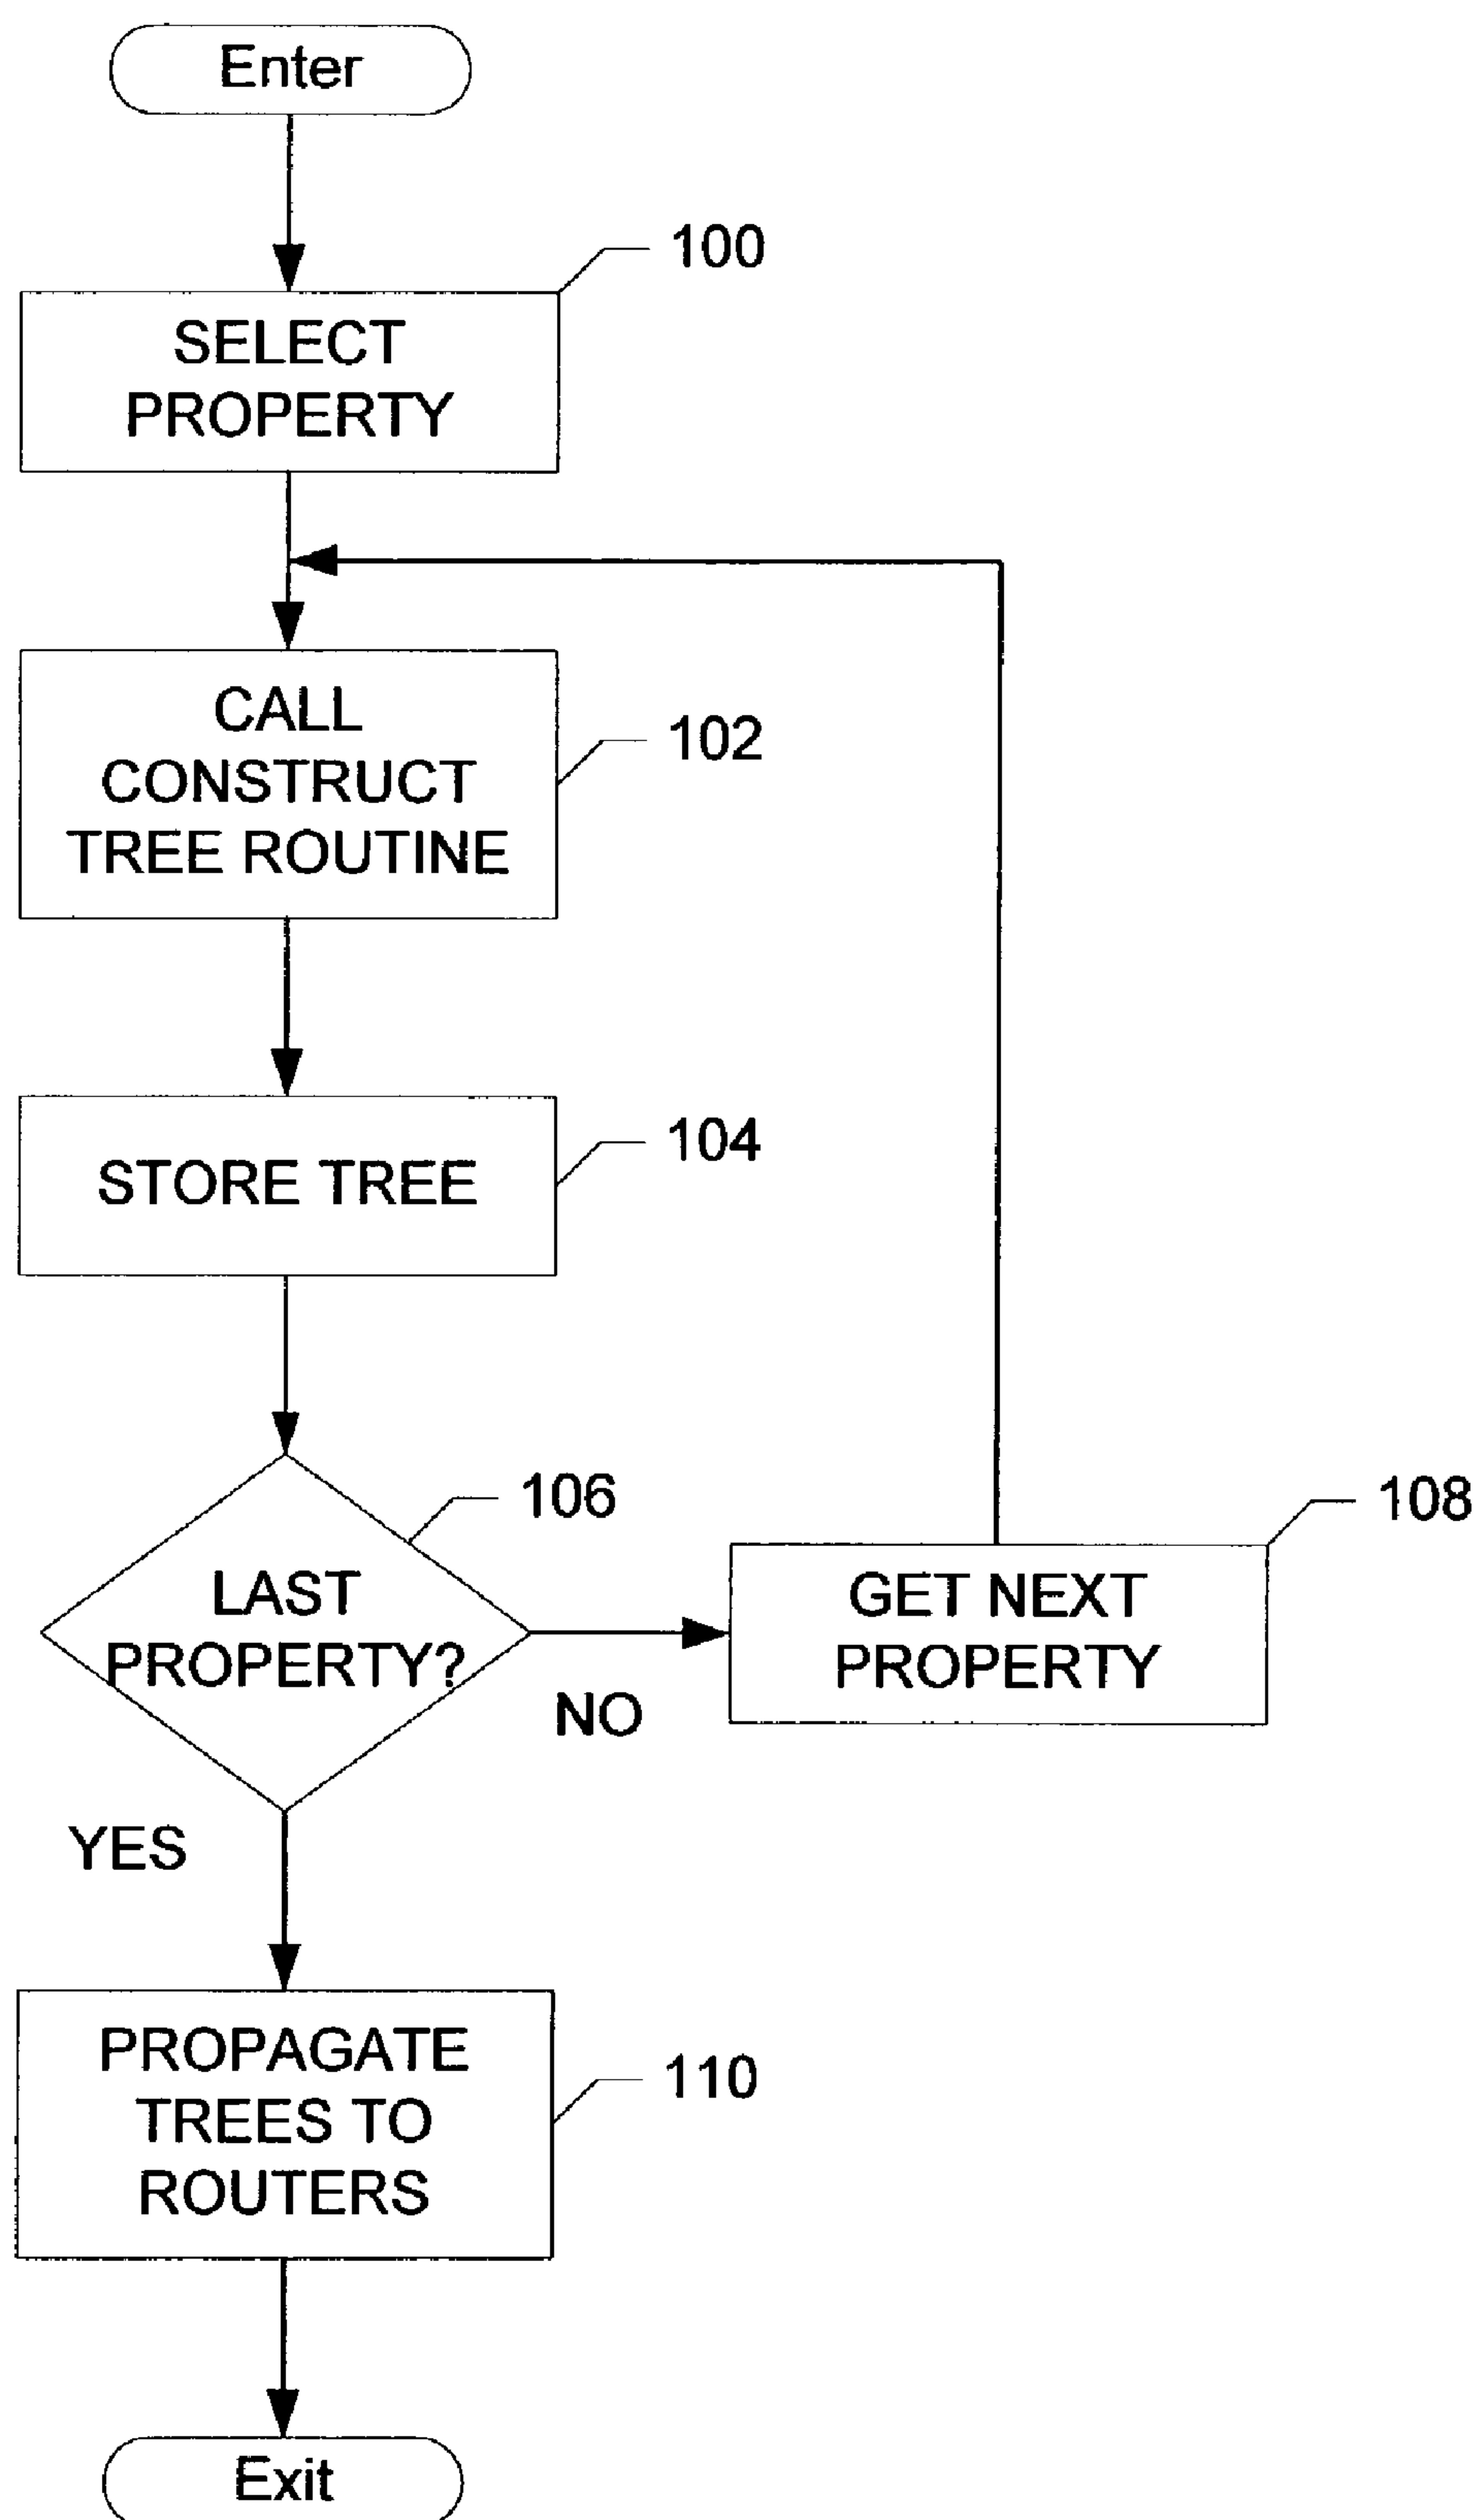 Enter
100
SELECT
PROPERTY
CALL
CONSTRUCT
TREE ROUTINE
102
STORE TREE
104
106
LAST
PROPERTY?
NO
108
GET NEXT
PROPERTY
YES
PROPAGATE
TREES TO
ROUTERS
110
Exit